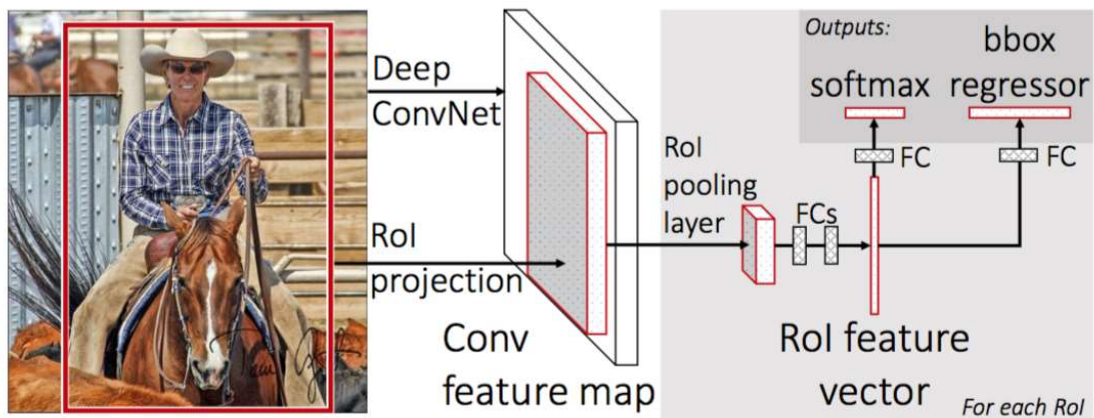 Deep
ConvNet
RoI
projection
Conv
feature map
RoI
pooling
layer
FCs
RoI feature
vector
For each RoI
Outputs:
softmax
bbox
regressor
FC
FC